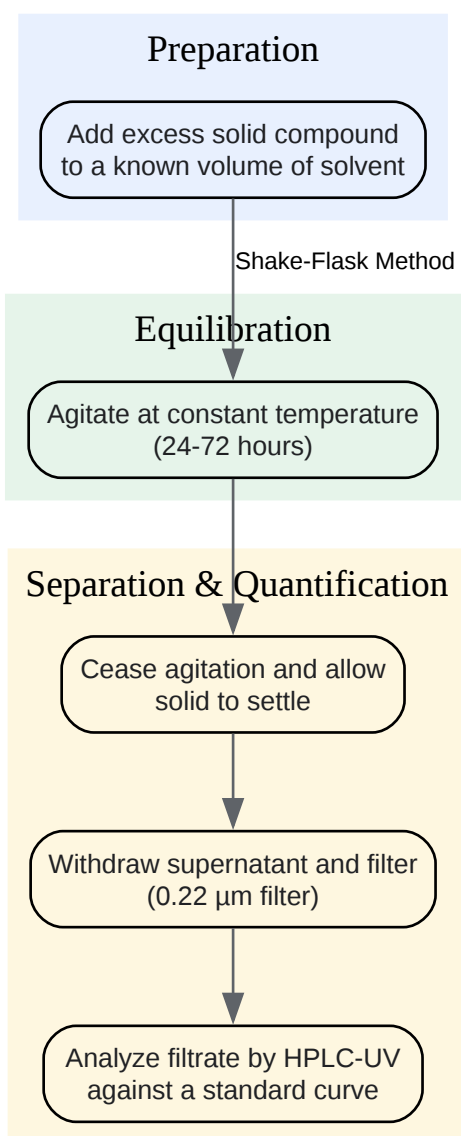 Preparation
Add excess solid compound
to a known volume of solvent
Shake-Flask Method
Equilibration
Agitate at constant temperature
(24-72 hours)
Separation & Quantification
Cease agitation and allow
solid to settle
Withdraw supernatant and filter
(0.22 µm filter)
Analyze filtrate by HPLC-UV
against a standard curve